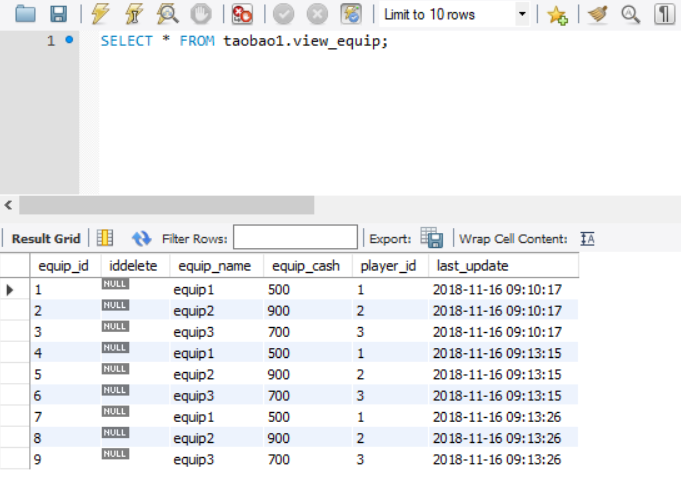 Limit to 10 rows
1 SELECT * FROM taobao1.view_equip;
Result Grid Filter Rows: Export: Wrap Cell Content: IA
equip_id iddelete equip_name equip_cash player_id last_update
1 NULL equip1 500 1 2018-11-16 09:10:17
2 NULL equip2 900 2 2018-11-16 09:10:17
3 NULL equip3 700 3 2018-11-16 09:10:17
4 NULL equip1 500 1 2018-11-16 09:13:15
5 NULL equip2 900 2 2018-11-16 09:13:15
6 NULL equip3 700 3 2018-11-16 09:13:15
7 NULL equip1 500 1 2018-11-16 09:13:26
8 NULL equip2 900 2 2018-11-16 09:13:26
9 NULL equip3 700 3 2018-11-16 09:13:26